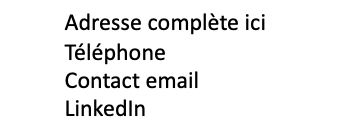 Adresse complète ici
Téléphone
Contact email
LinkedIn